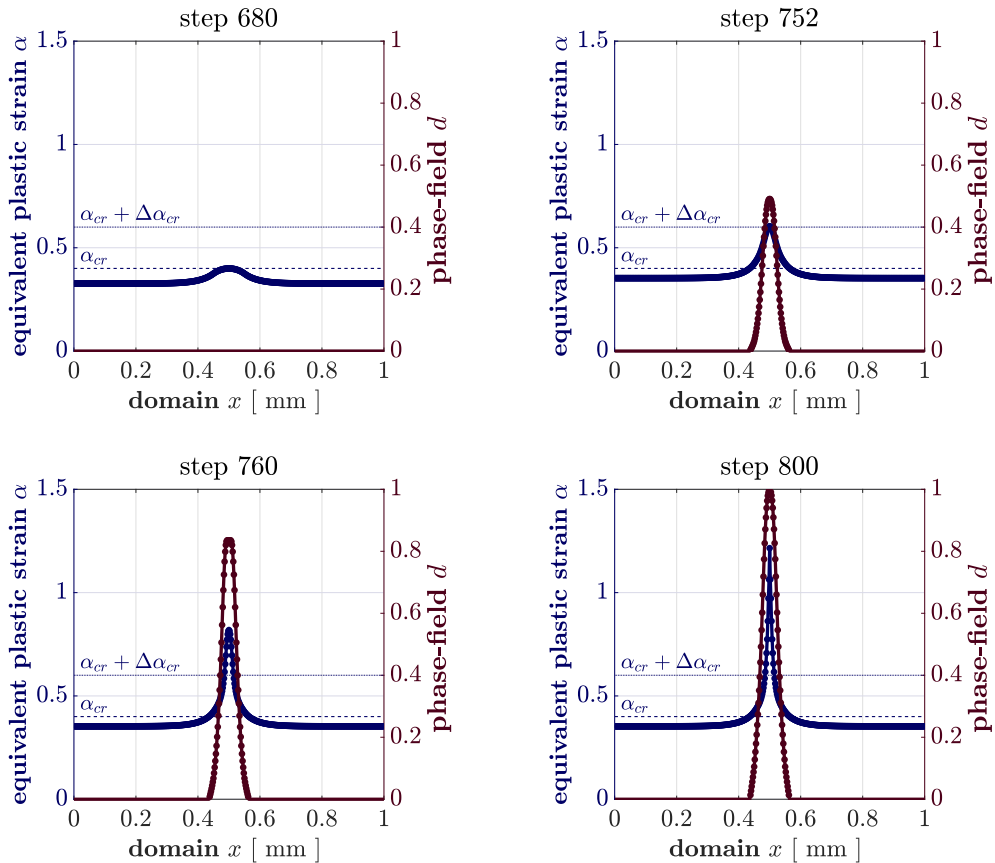 step 680
equivalent plastic strain α
1.5
1
0.5
0
α_cr + Δα_cr
α_cr
1
0.8
0.6
0.4
0.2
0
phase-field d
0 0.2 0.4 0.6 0.8 1
domain x [ mm ]
step 752
equivalent plastic strain α
1.5
1
0.5
0
α_cr + Δα_cr
α_cr
1
0.8
0.6
0.4
0.2
0
phase-field d
0 0.2 0.4 0.6 0.8 1
domain x [ mm ]
step 760
equivalent plastic strain α
1.5
1
0.5
0
α_cr + Δα_cr
α_cr
1
0.8
0.6
0.4
0.2
0
phase-field d
0 0.2 0.4 0.6 0.8 1
domain x [ mm ]
step 800
equivalent plastic strain α
1.5
1
0.5
0
α_cr + Δα_cr
α_cr
1
0.8
0.6
0.4
0.2
0
phase-field d
0 0.2 0.4 0.6 0.8 1
domain x [ mm ]